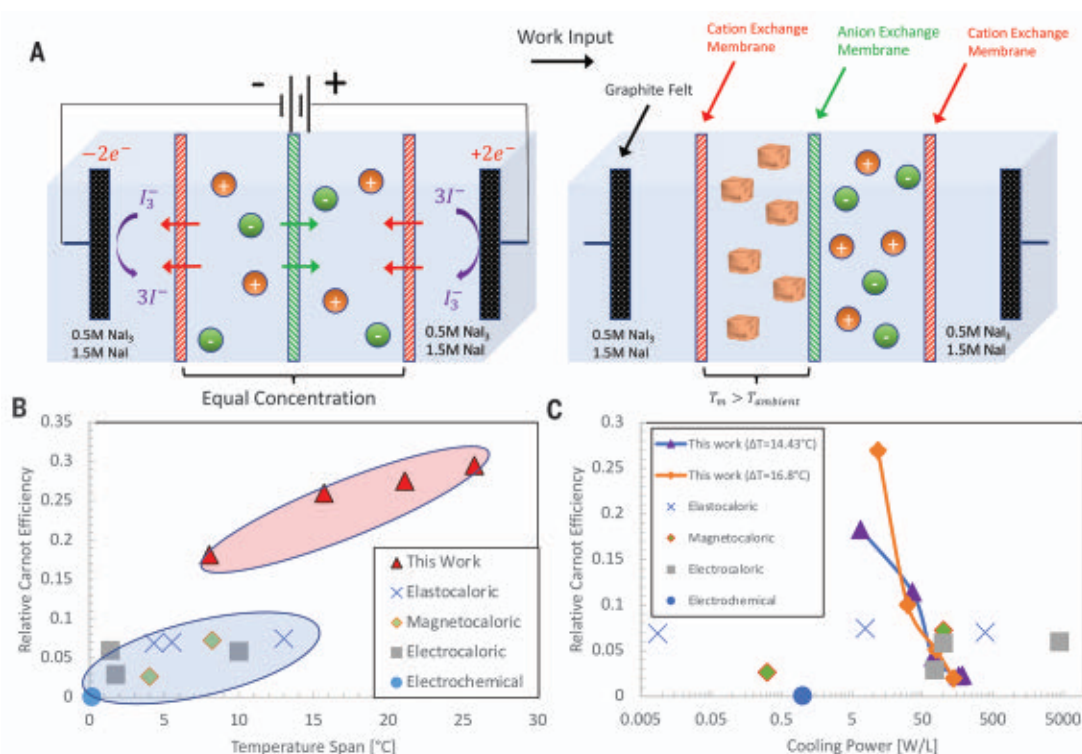 A
Work Input
Cation Exchange
Membrane
Anion Exchange
Membrane
Cation Exchange
Membrane
Graphite Felt
- +
−2e⁻
+2e⁻
I₃⁻
3I⁻
3I⁻
I₃⁻
0.5M NaI₃
1.5M NaI
0.5M NaI₃
1.5M NaI
Equal Concentration
0.5M NaI₃
1.5M NaI
0.5M NaI₃
1.5M NaI
Tₘ > Tambient
B
Relative Carnot Efficiency
0.35
0.3
0.25
0.2
0.15
0.1
0.05
0
0 5 10 15 20 25 30
Temperature Span [°C]
This Work
Elastocaloric
Magnetocaloric
Electrocaloric
Electrochemical
C
Relative Carnot Efficiency
0.3
0.25
0.2
0.15
0.1
0.05
0
0.005 0.05 0.5 5 50 500 5000
Cooling Power [W/L]
This work (ΔT=14.43°C)
This work (ΔT=16.8°C)
Elastocaloric
Magnetocaloric
Electrocaloric
Electrochemical